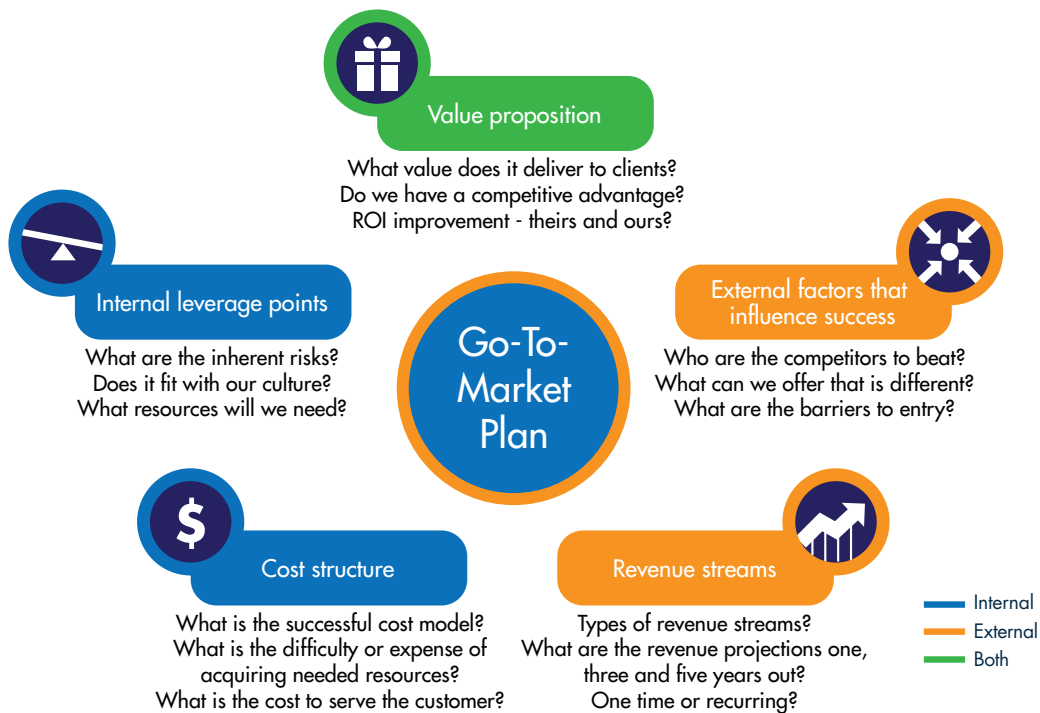 Value proposition
What value does it deliver to clients?
Do we have a competitive advantage?
ROI improvement - theirs and ours?
Internal leverage points
What are the inherent risks?
Does it fit with our culture?
What resources will we need?
Go-To-
Market
Plan
External factors that
influence success
Who are the competitors to beat?
What can we offer that is different?
What are the barriers to entry?
$
Cost structure
What is the successful cost model?
What is the difficulty or expense of
acquiring needed resources?
What is the cost to serve the customer?
Revenue streams
Types of revenue streams?
What are the revenue projections one,
three and five years out?
One time or recurring?
Internal
External
Both